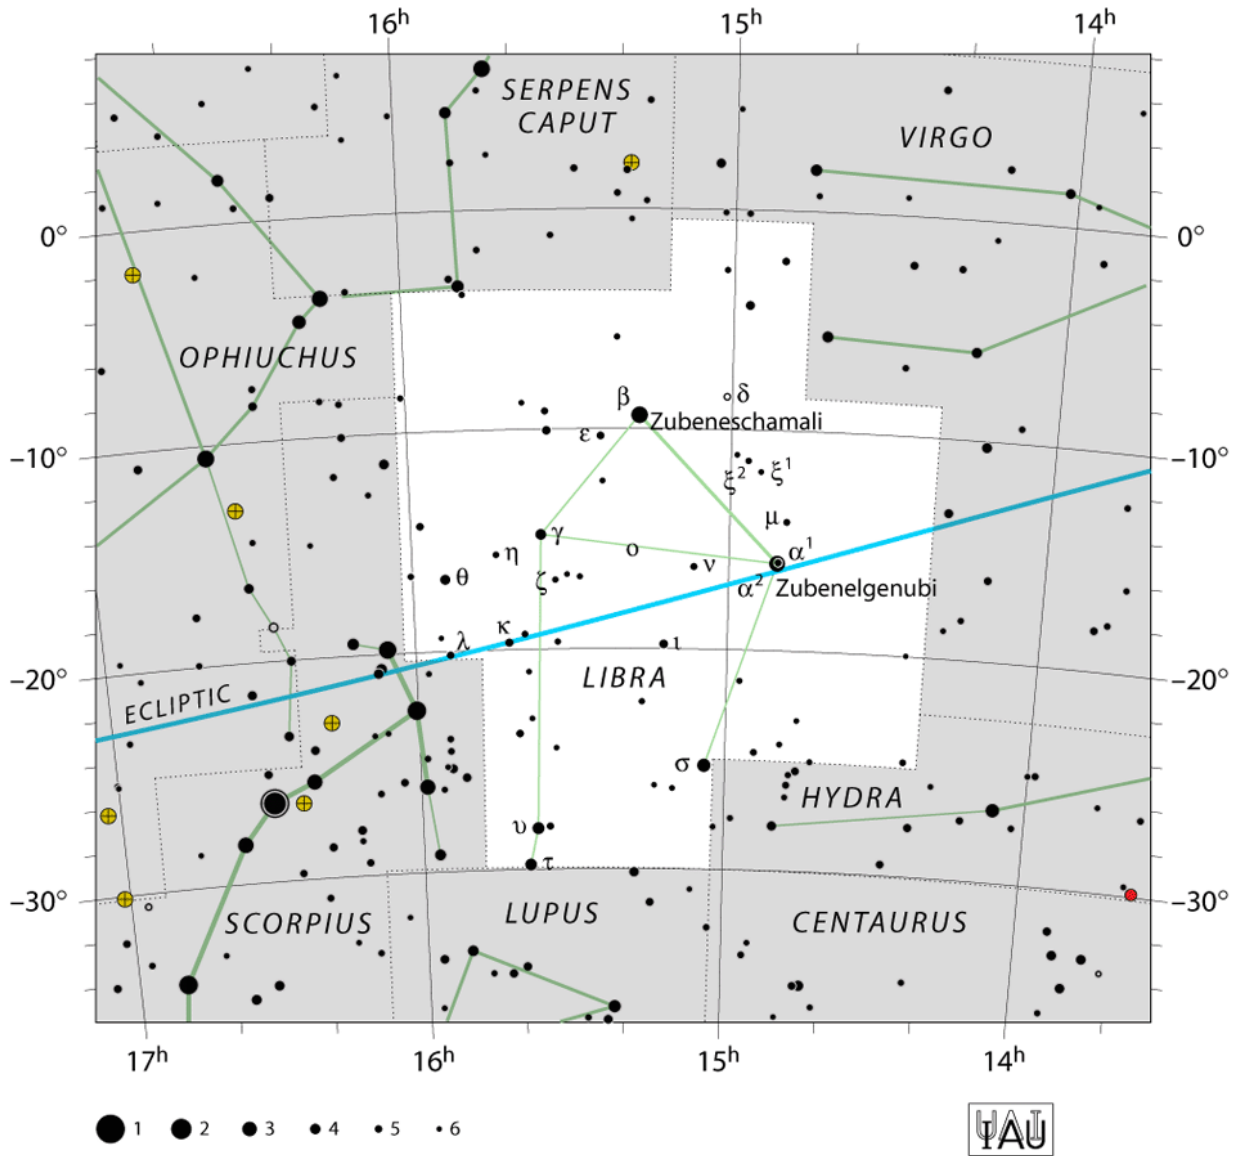 16h 15h 14h
SERPENS
CAPUT
VIRGO
0° 0°
OPHIUCHUS
β δ
Zubeneschamali
ε
−10° −10°
ξ² ξ¹
μ
γ η ο α¹
θ ζ ν
α² Zubenelgenubi
κ
λ ι
LIBRA
−20° −20°
ECLIPTIC
σ
HYDRA
υ
τ
−30° −30°
SCORPIUS LUPUS CENTAURUS
17h 16h 15h 14h
1 2 3 4 5 6
UAI
IAU